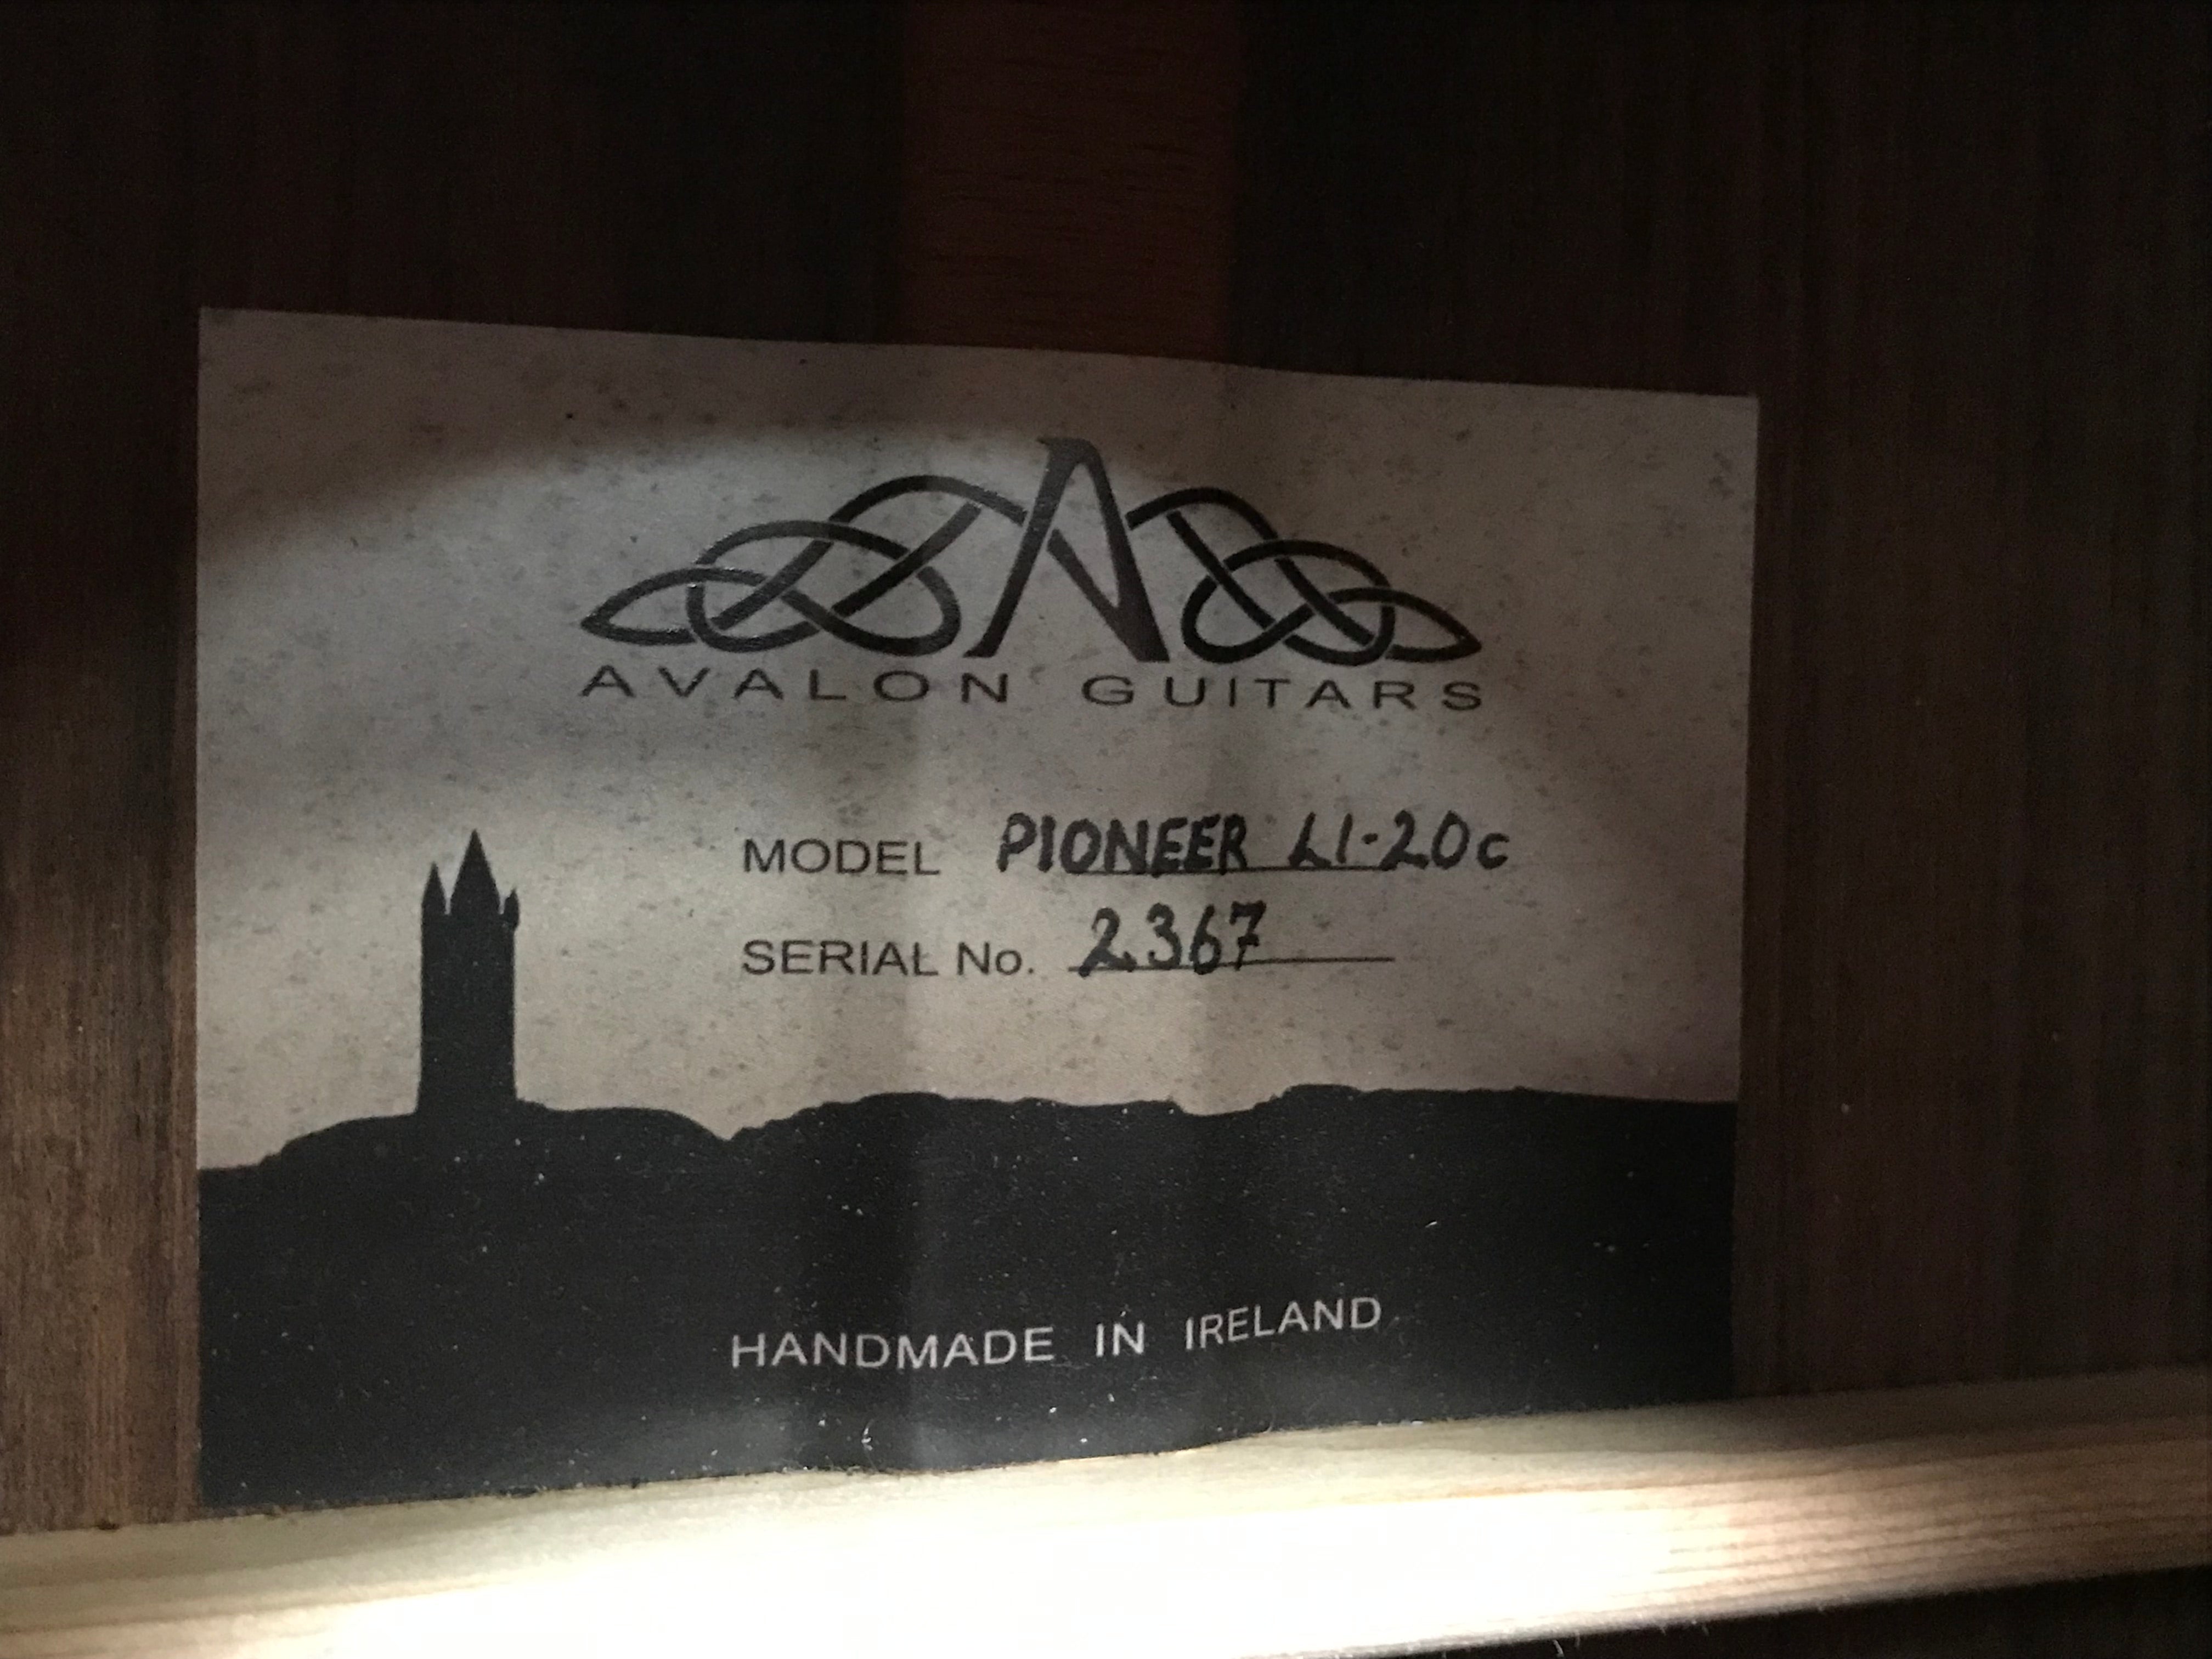 A
AVALON GUITARS
MODEL PIONEER L1-20c
SERIAL No. 2367
HANDMADE IN IRELAND